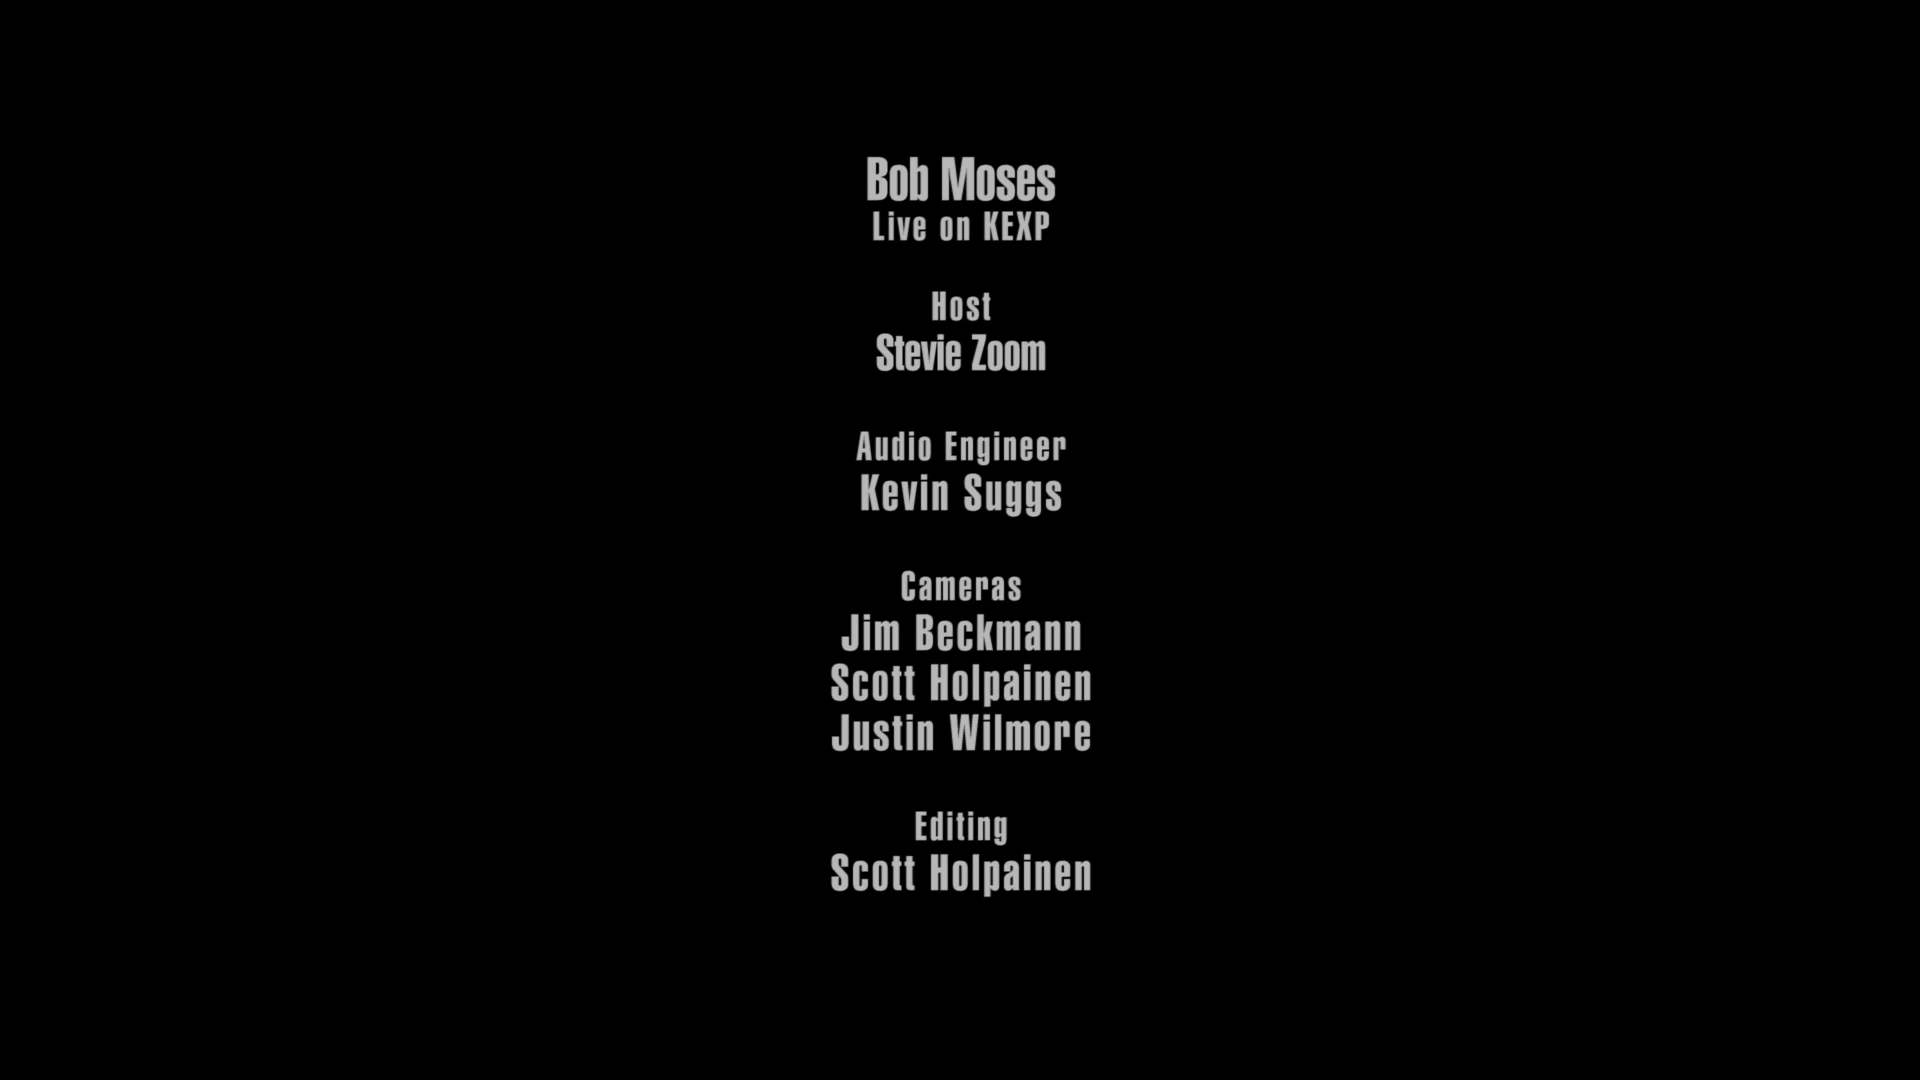 Bob Moses
Live on KEXP
Host
Stevie Zoom
Audio Engineer
Kevin Suggs
Cameras
Jim Beckmann
Scott Holpainen
Justin Wilmore
Editing
Scott Holpainen